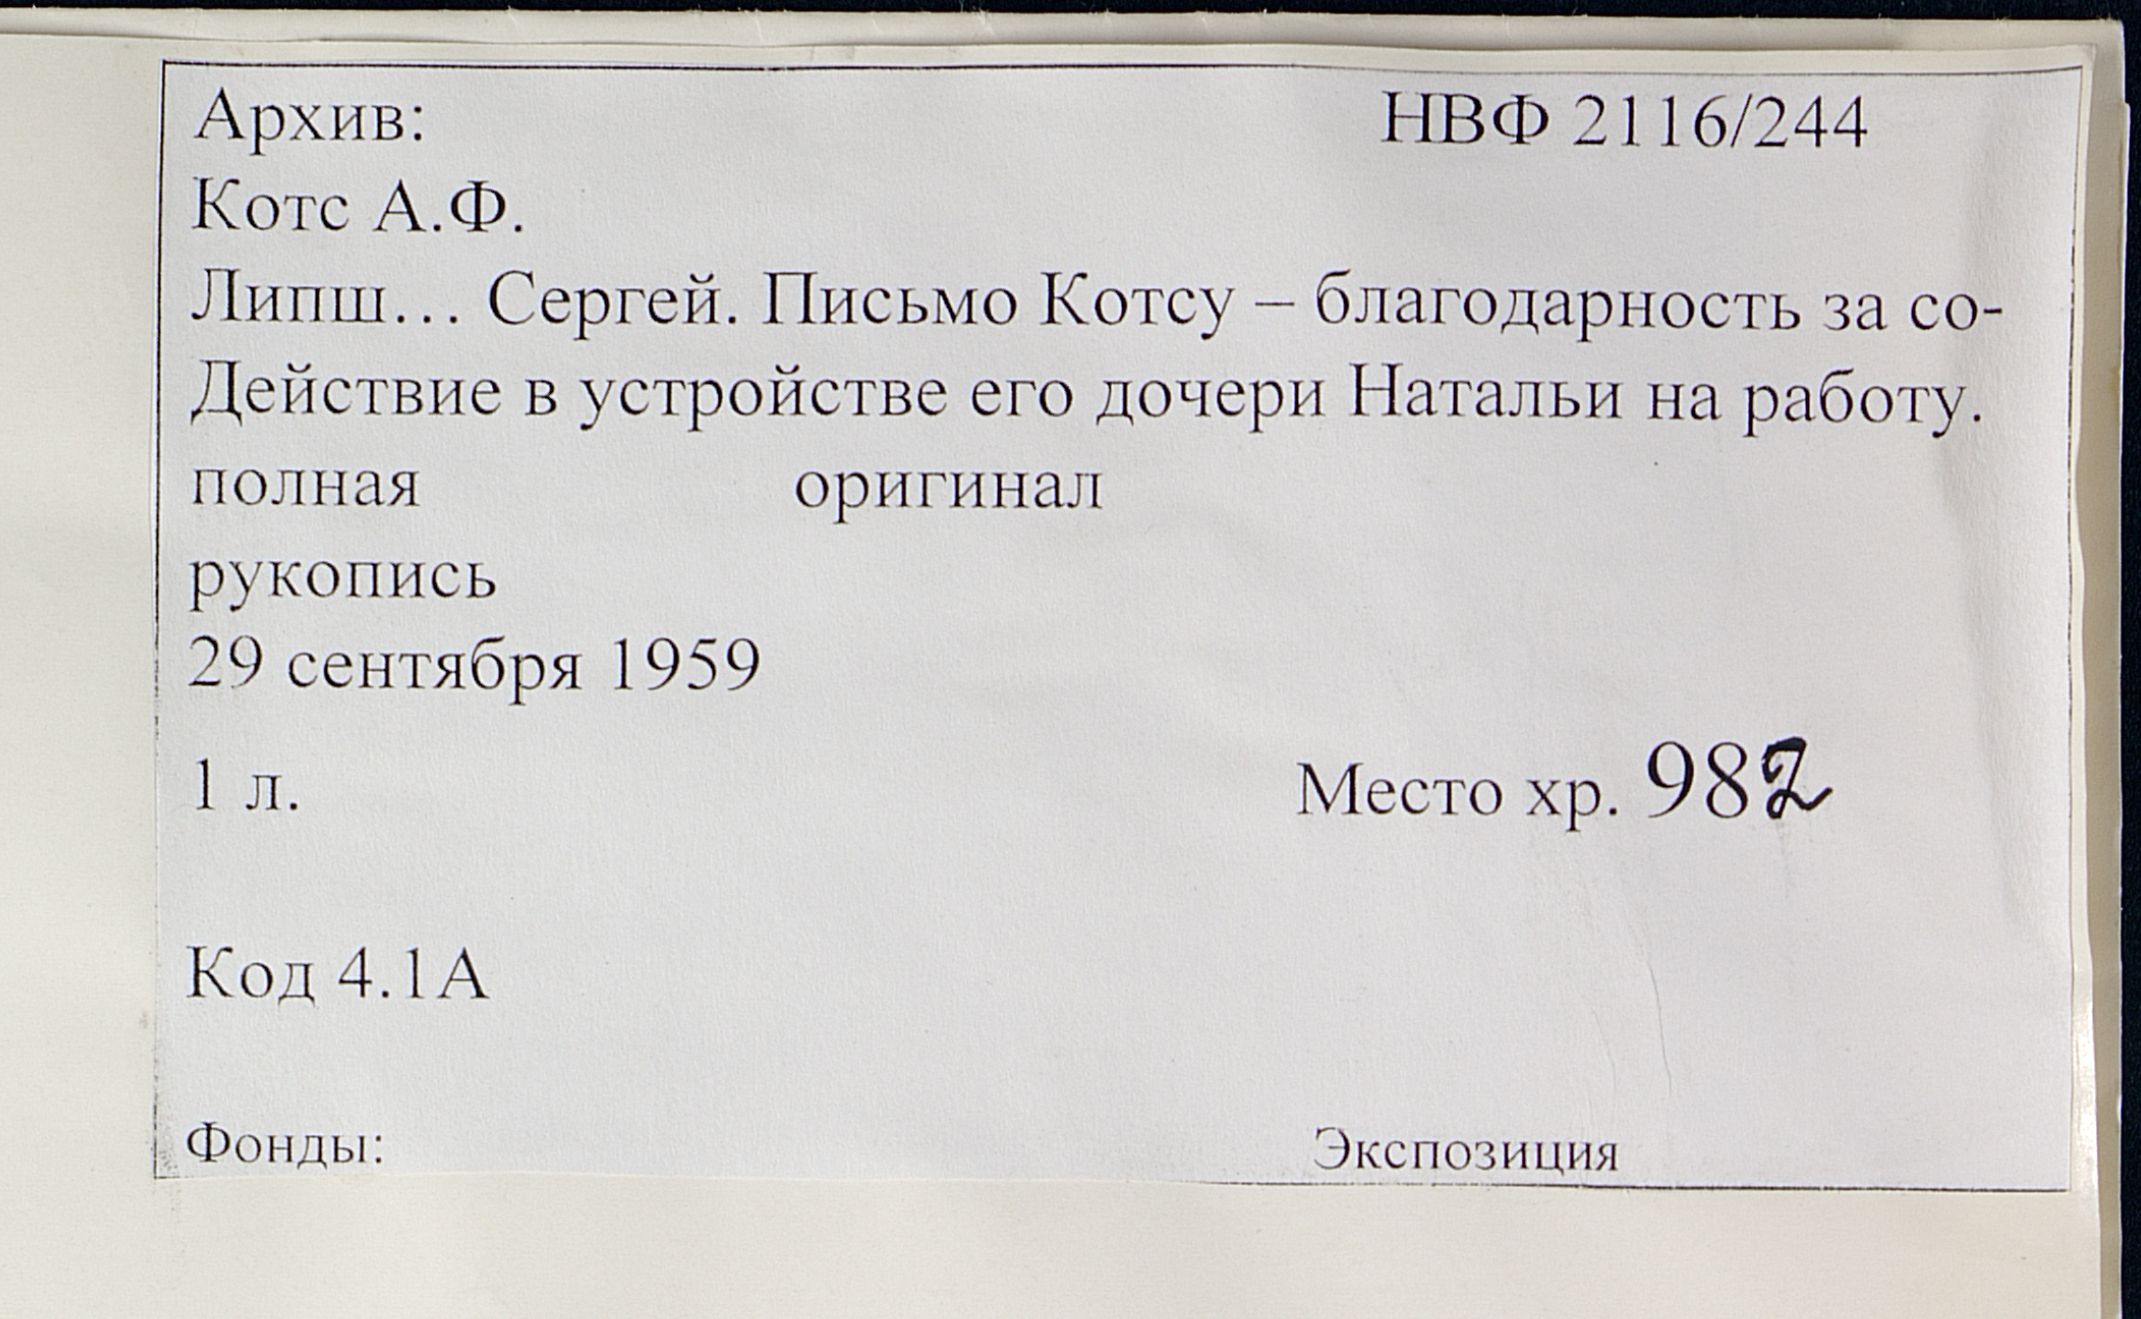 Архив: НВФ 2116/244
Котс А.Ф.
Липш... Сергей. Письмо Котсу – благодарность за со-
Действие в устройстве его дочери Натальи на работу.
полная оригинал
рукопись
29 сентября 1959
1 л. Место хр. 982
Код 4.1А
Фонды: Экспозиция